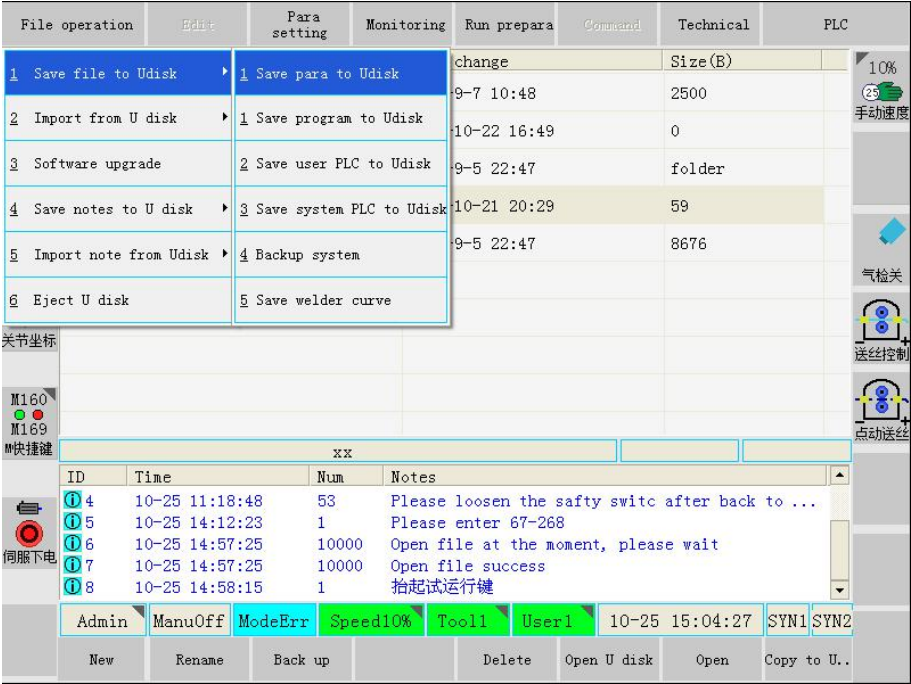 File operation Edit Para setting Monitoring Run prepara Command Technical PLC
1 Save file to Udisk
2 Import from U disk
3 Software upgrade
4 Save notes to U disk
5 Import note from Udisk
6 Eject U disk
1 Save para to Udisk
1 Save program to Udisk
2 Save user PLC to Udisk
3 Save system PLC to Udisk
4 Backup system
5 Save welder curve
change Size(B)
9-7 10:48 2500
10-22 16:49 0
9-5 22:47 folder
10-21 20:29 59
9-5 22:47 8676
10%
25
手动速度
气检关
送丝控制
点动送丝
关节坐标
M160
M169
M快捷键
伺服下电
xx
ID Time Num Notes
4 10-25 11:18:48 53 Please loosen the safty switc after back to ...
5 10-25 14:12:23 1 Please enter 67-268
6 10-25 14:57:25 10000 Open file at the moment, please wait
7 10-25 14:57:25 10000 Open file success
8 10-25 14:58:15 1 抬起试运行键
Admin ManuOff ModeErr Speed10% Tool1 User1 10-25 15:04:27 SYN1 SYN2
New Rename Back up Delete Open U disk Open Copy to U..